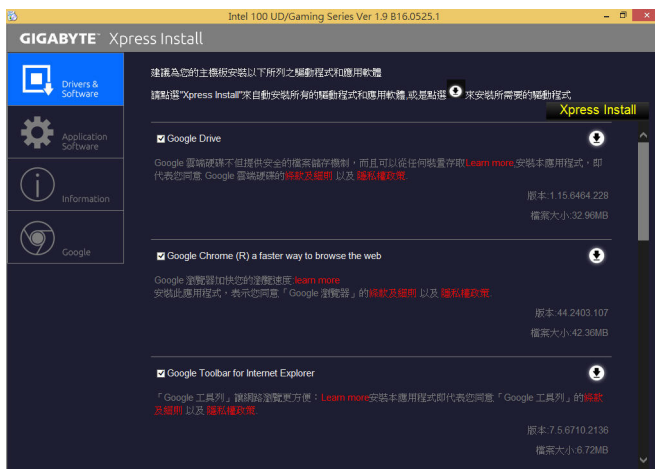 Intel 100 UD/Gaming Series Ver 1.9 B16.0525.1
GIGABYTE™ Xpress Install
Drivers &
Software
Application
Software
Information
Google
建議為您的主機板安裝以下所列之驅動程式和應用軟體
請點選"Xpress Install"來自動安裝所有的驅動程式和應用軟體,或是點選 來安裝所需要的驅動程式
Xpress Install
Google Drive
Google 雲端硬碟不但提供安全的檔案儲存機制，而且可以從任何裝置存取Learn more.安裝本應用程式，即
代表您同意 Google 雲端硬碟的條款及細則 以及 隱私權政策.
版本:1.15.6464.228
檔案大小:32.96MB
Google Chrome (R) a faster way to browse the web
Google 瀏覽器加快您的瀏覽速度:learn more
安裝此應用程式，表示您同意「Google 瀏覽器」的條款及細則 以及 隱私權政策.
版本:44.2403.107
檔案大小:42.36MB
Google Toolbar for Internet Explorer
「Google 工具列」讓網路瀏覽更方便：Learn more安裝本應用程式即代表您同意「Google 工具列」的條款
及細則 以及 隱私權政策.
版本:7.5.6710.2136
檔案大小:6.72MB